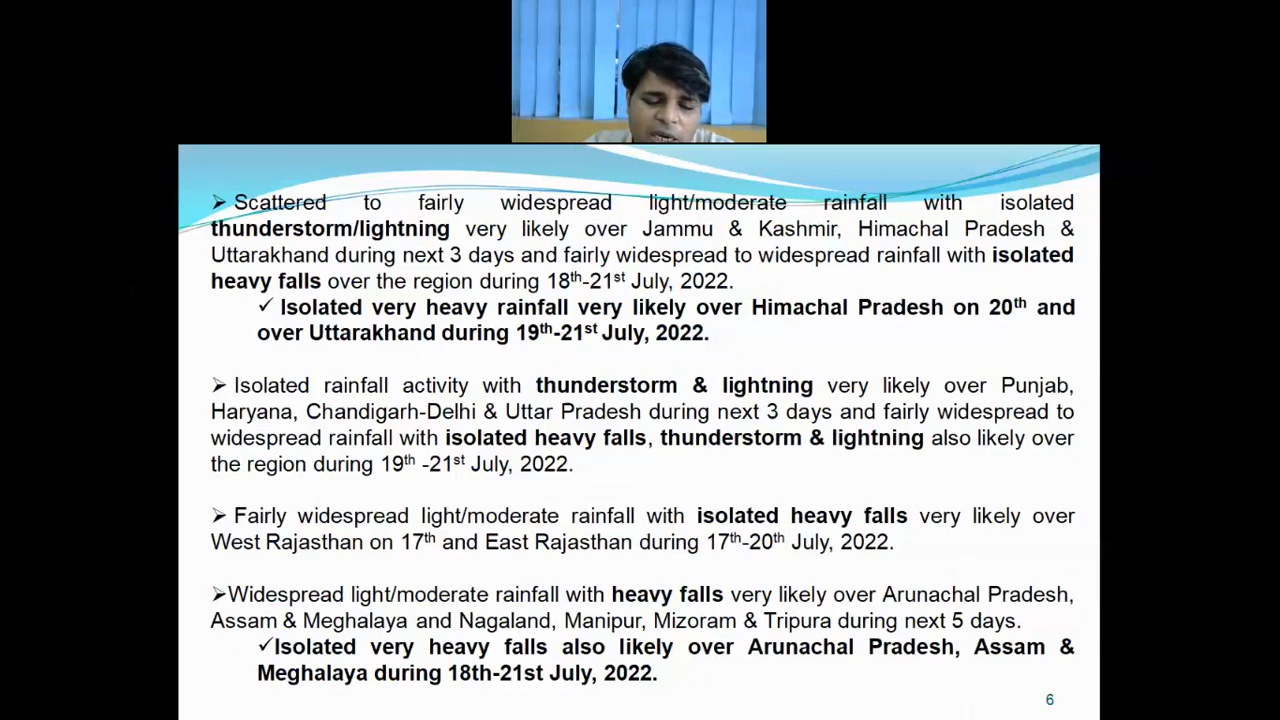 ➢ Scattered to fairly widespread light/moderate rainfall with isolated
thunderstorm/lightning very likely over Jammu & Kashmir, Himachal Pradesh &
Uttarakhand during next 3 days and fairly widespread to widespread rainfall with isolated
heavy falls over the region during 18th-21st July, 2022.
✓ Isolated very heavy rainfall very likely over Himachal Pradesh on 20th and
over Uttarakhand during 19th-21st July, 2022.
➢ Isolated rainfall activity with thunderstorm & lightning very likely over Punjab,
Haryana, Chandigarh-Delhi & Uttar Pradesh during next 3 days and fairly widespread to
widespread rainfall with isolated heavy falls, thunderstorm & lightning also likely over
the region during 19th -21st July, 2022.
➢ Fairly widespread light/moderate rainfall with isolated heavy falls very likely over
West Rajasthan on 17th and East Rajasthan during 17th-20th July, 2022.
➢Widespread light/moderate rainfall with heavy falls very likely over Arunachal Pradesh,
Assam & Meghalaya and Nagaland, Manipur, Mizoram & Tripura during next 5 days.
✓Isolated very heavy falls also likely over Arunachal Pradesh, Assam &
Meghalaya during 18th-21st July, 2022.
6